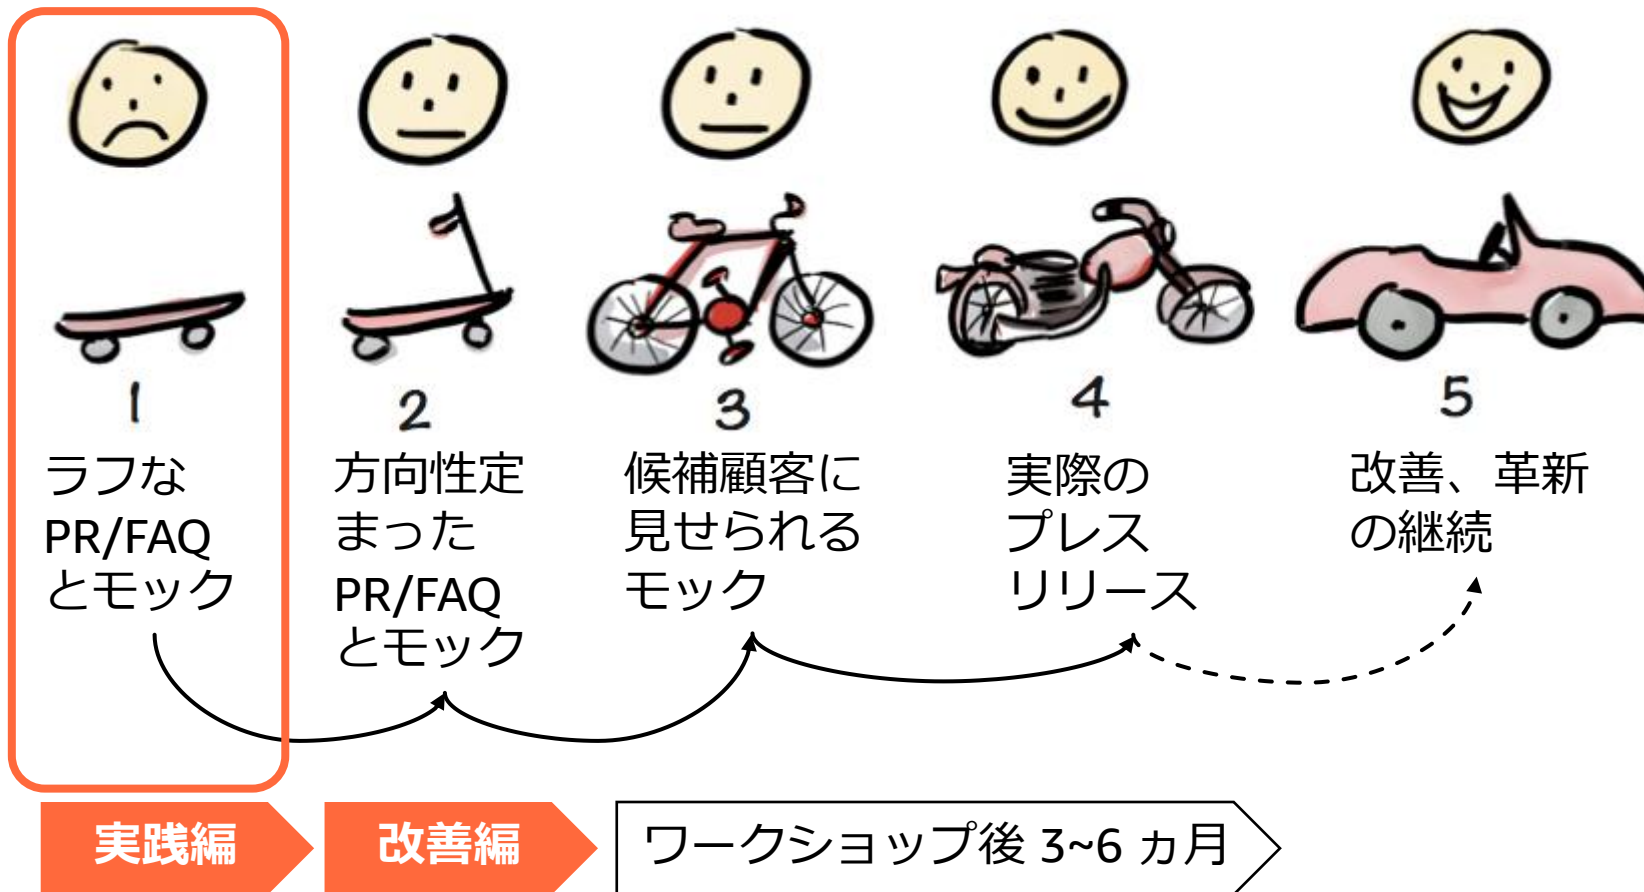 1
ラフな
PR/FAQ
とモック
2
方向性定
まった
PR/FAQ
とモック
3
候補顧客に
見せられる
モック
4
実際の
プレス
リリース
5
改善、革新
の継続
実践編
改善編
ワークショップ後 3~6 ヵ月